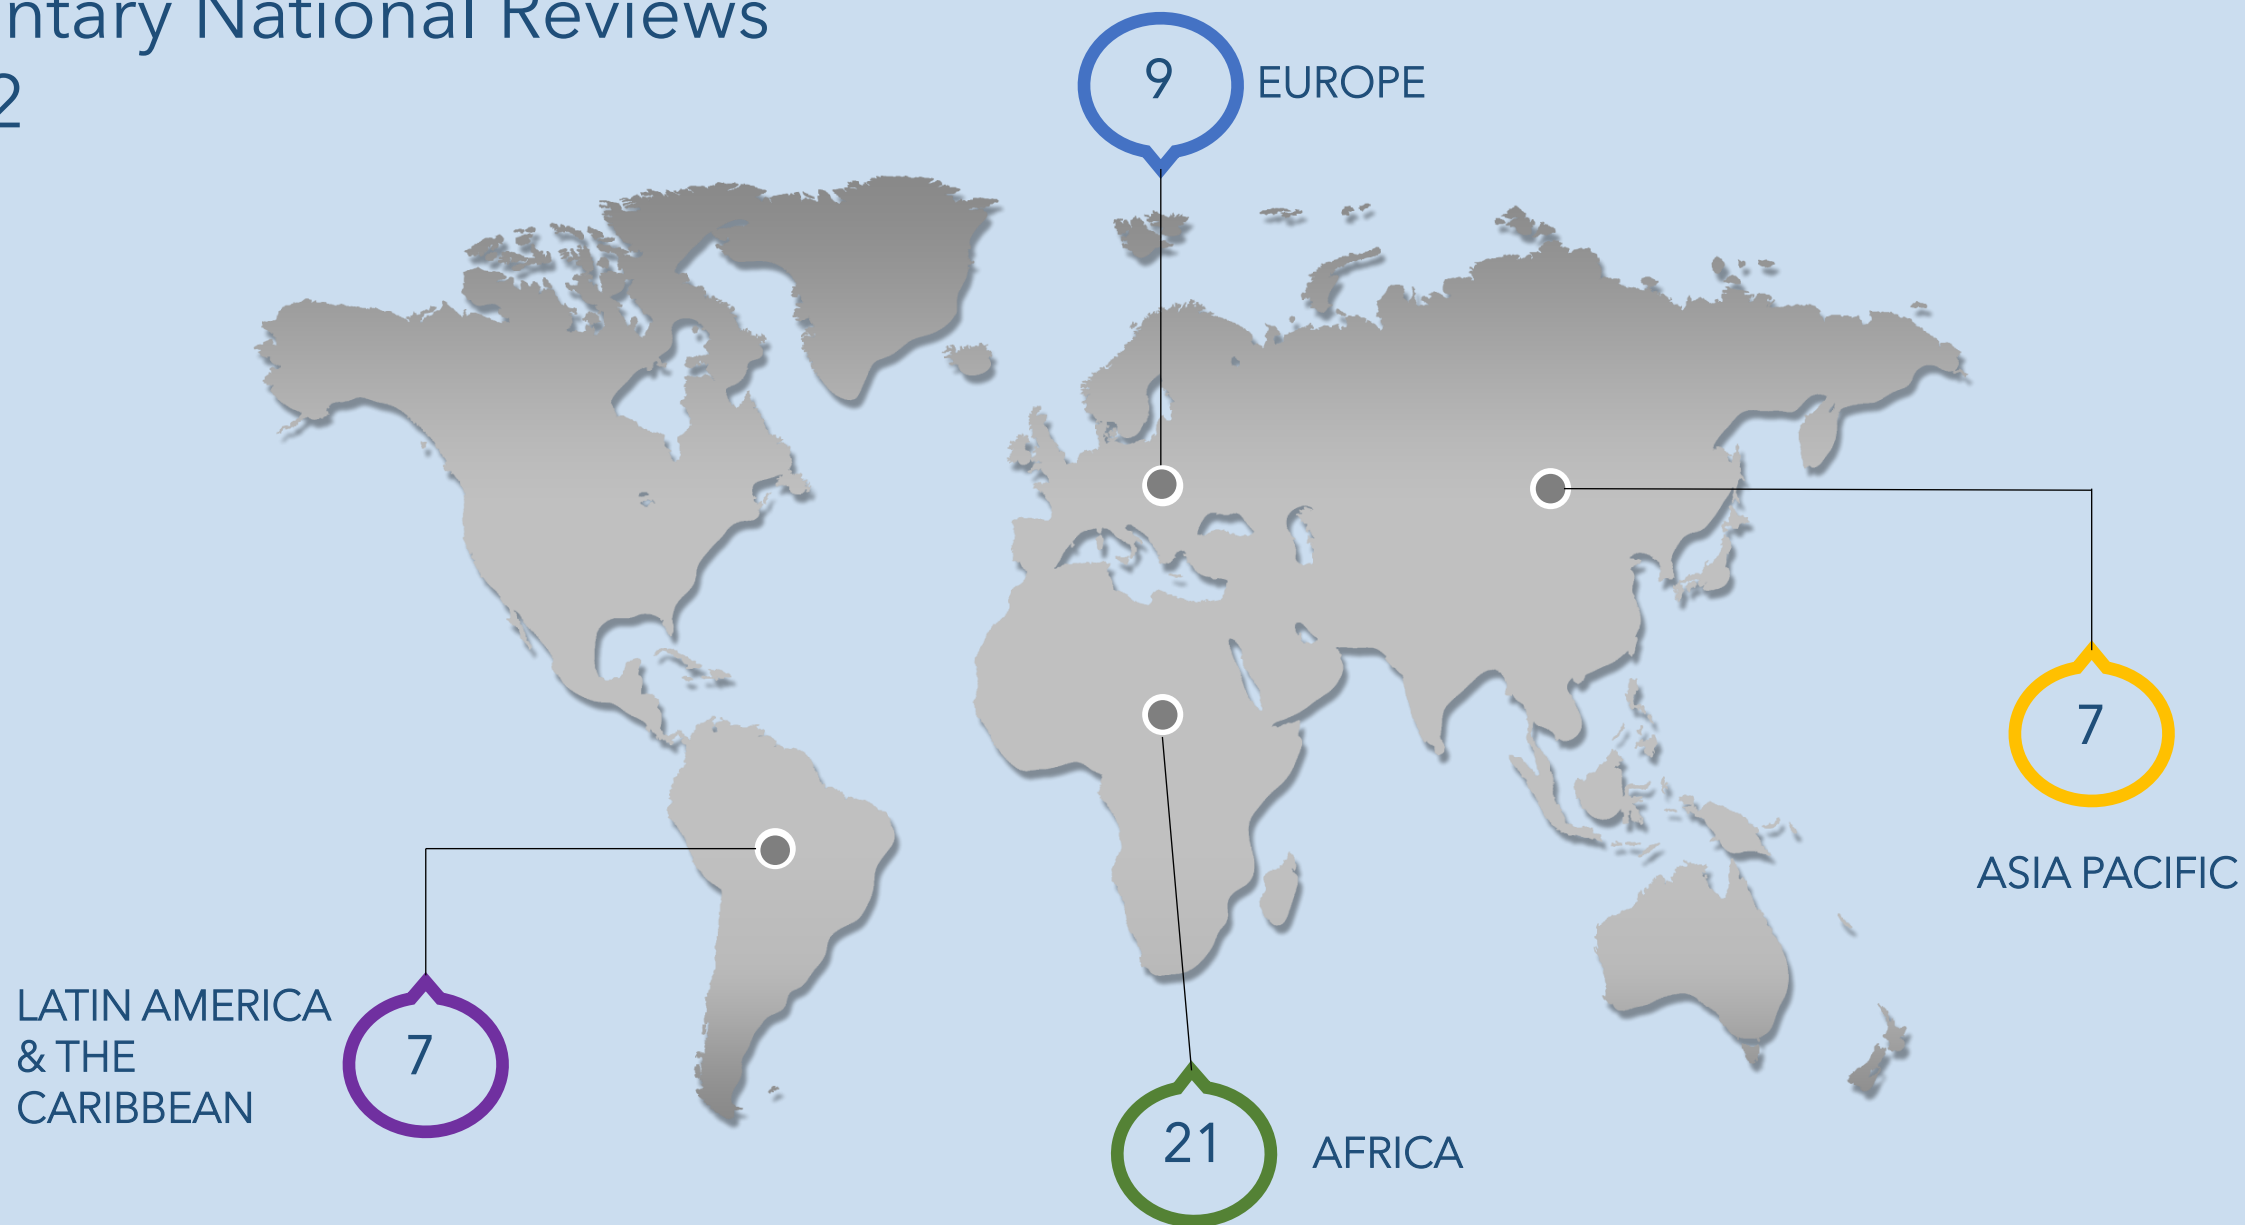 ntary National Reviews
2
9
EUROPE
7
ASIA PACIFIC
LATIN AMERICA
& THE
CARIBBEAN
7
21
AFRICA